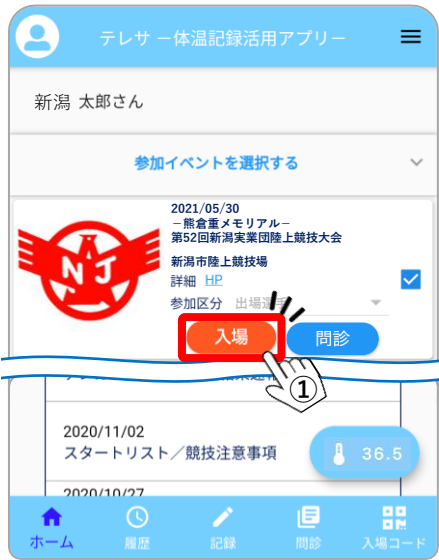 テレサ －体温記録活用アプリ－
新潟 太郎さん
参加イベントを選択する
2021/05/30
－熊倉重メモリアル－
第52回新潟実業団陸上競技大会
新潟市陸上競技場
詳細 HP
NJ
参加区分 出場選手
入場 問診
①
2020/11/02
スタートリスト／競技注意事項
36.5
2020/10/27
ホーム 履歴 記録 問診 入場コード